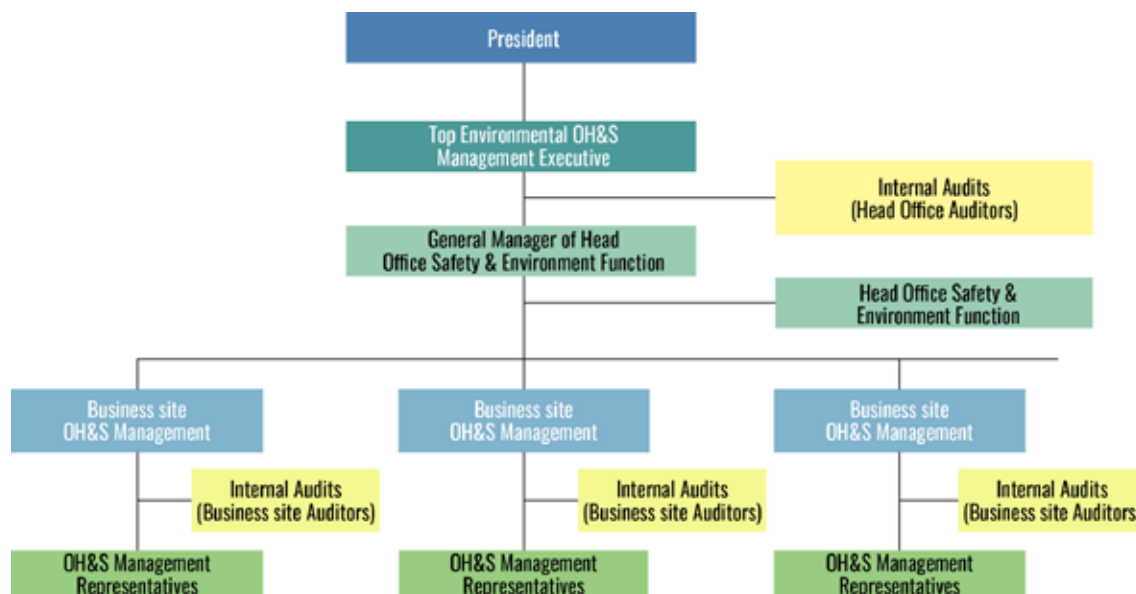 President
Top Environmental OH&S
Management Executive
Internal Audits
(Head Office Auditors)
General Manager of Head
Office Safety & Environment Function
Head Office Safety &
Environment Function
Business site
OH&S Management
Business site
OH&S Management
Business site
OH&S Management
Internal Audits
(Business site Auditors)
Internal Audits
(Business site Auditors)
Internal Audits
(Business site Auditors
OH&S Management
Representatives
OH&S Management
Representatives
OH&S Management
Representatives